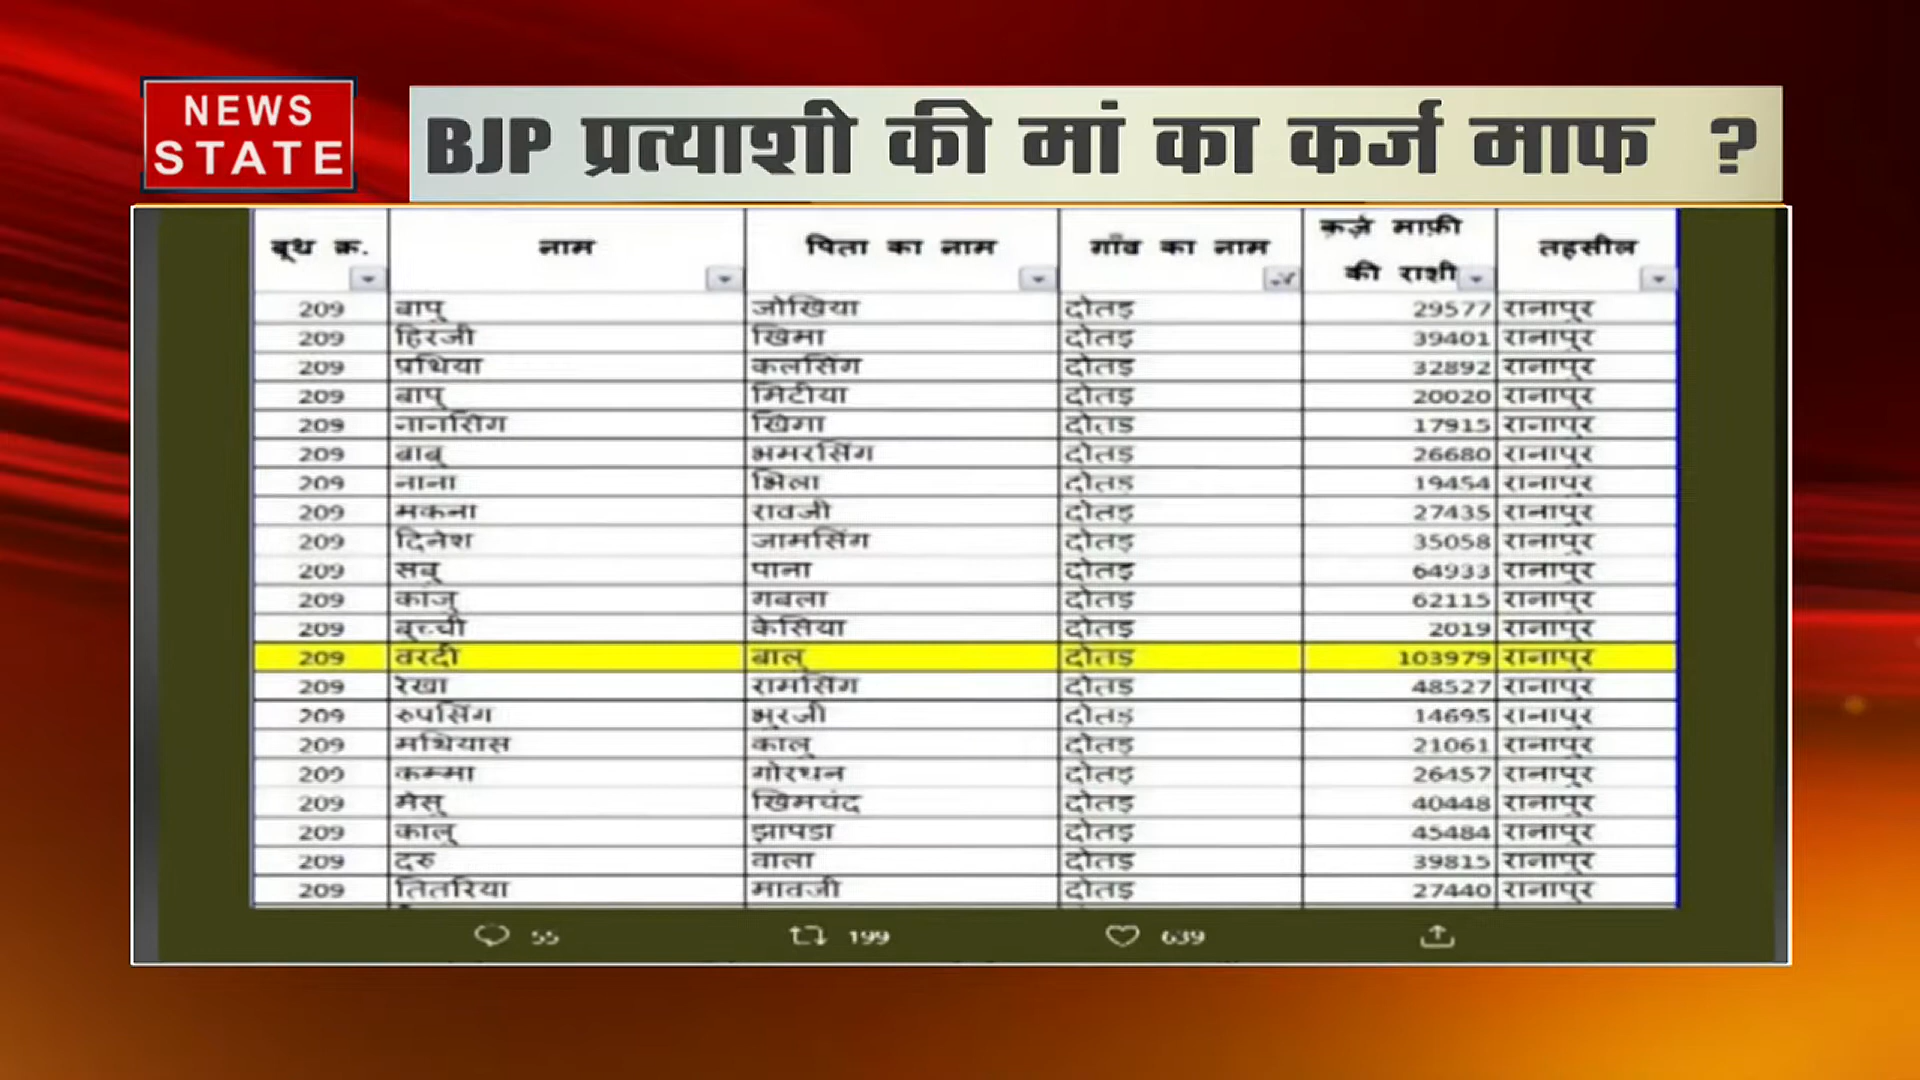 NEWS
STATE
BJP प्रत्याशी की मां का कर्ज माफ ?
बूथ क्र. नाम पिता का नाम गाँव का नाम कर्ज़ माफ़ी की राशी तहसील
209 बापु जोखिया दोतड़ 29577 रानापुर
209 हिरजी खिमा दोतड़ 39401 रानापुर
209 प्रथिया कलसिंग दोतड़ 32892 रानापुर
209 बापु मिटीया दोतड़ 20020 रानापुर
209 नानसिंग खिमा दोतड़ 17915 रानापुर
209 बाबु भमरसिंग दोतड़ 26680 रानापुर
209 नाना भिला दोतड़ 19454 रानापुर
209 मकना रावजी दोतड़ 27435 रानापुर
209 दिनेश जामसिंग दोतड़ 35058 रानापुर
209 सबु पाना दोतड़ 64933 रानापुर
209 काजु गबला दोतड़ 62115 रानापुर
209 बुच्ची केसिया दोतड़ 2019 रानापुर
209 वरदी बालु दोतड़ 103979 रानापुर
209 रेखा रामसिंग दोतड़ 48527 रानापुर
209 रुपसिंग भुरजी दोतड़ 14695 रानापुर
209 मथियास कालु दोतड़ 21061 रानापुर
209 कम्मा गोरधन दोतड़ 26457 रानापुर
209 मेसु खिमचंद दोतड़ 40448 रानापुर
209 कालु झापडा दोतड़ 45484 रानापुर
209 दरु वाला दोतड़ 39815 रानापुर
209 तितरिया मावजी दोतड़ 27440 रानापुर
55 199 639